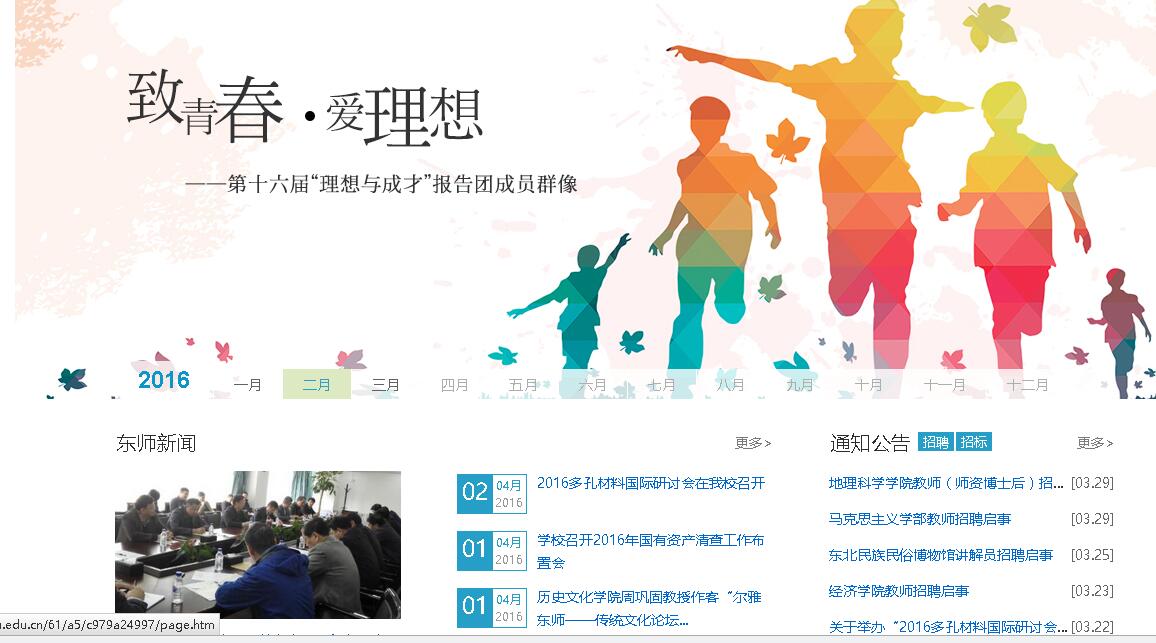 致青春·爱理想
——第十六届“理想与成才”报告团成员群像
2016 一月 二月 三月 四月 五月 六月 七月 八月 九月 十月 十一月 十二月
东师新闻 更多>
02 04月 2016
2016多孔材料国际研讨会在我校召开
01 04月 2016
学校召开2016年国有资产清查工作布
置会
01 04月 2016
历史文化学院周巩固教授作客“尔雅
东师——传统文化论坛...
通知公告 招聘 招标 更多>
地理科学学院教师（师资博士后）招... [03.29]
马克思主义学部教师招聘启事 [03.29]
东北民族民俗博物馆讲解员招聘启事 [03.25]
经济学院教师招聘启事 [03.23]
关于举办“2016多孔材料国际研讨会... [03.22]
.edu.cn/61/a5/c979a24997/page.htm